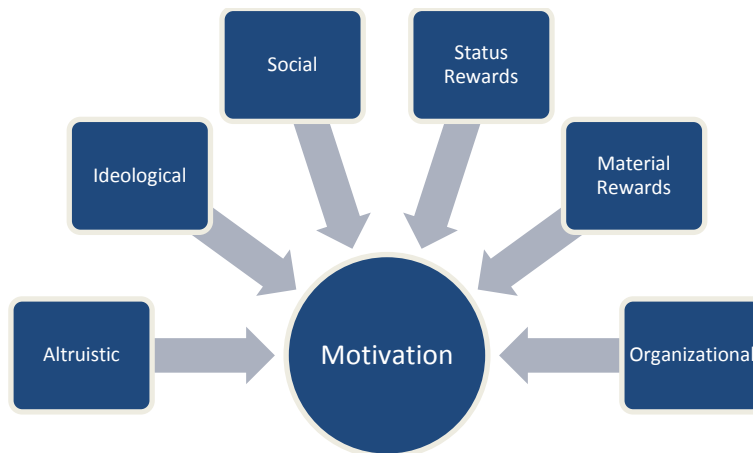 Social
Status
Rewards
Ideological
Material
Rewards
Altruistic
Motivation
Organizational